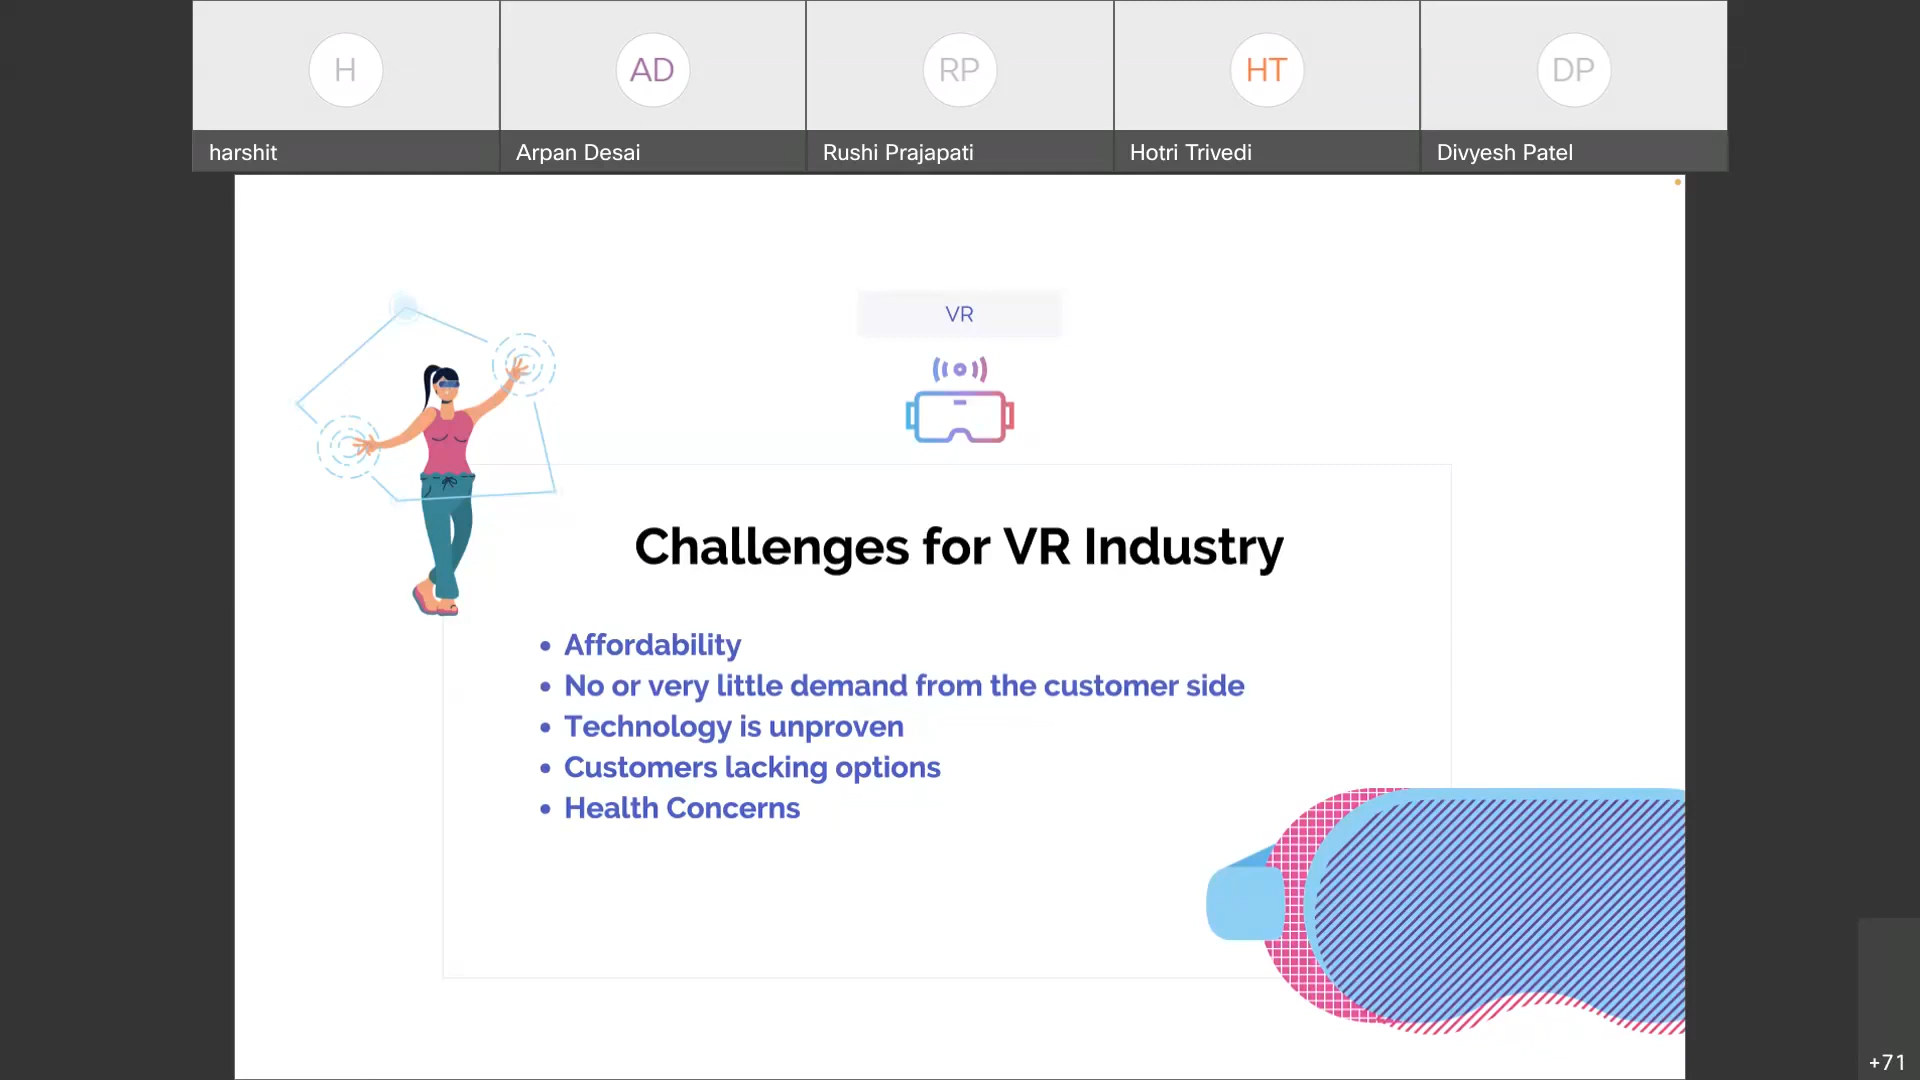 H
AD
RP
HT
DP
harshit
Arpan Desai
Rushi Prajapati
Hotri Trivedi
Divyesh Patel
VR
Challenges for VR Industry
• Affordability
• No or very little demand from the customer side
• Technology is unproven
• Customers lacking options
• Health Concerns
+71